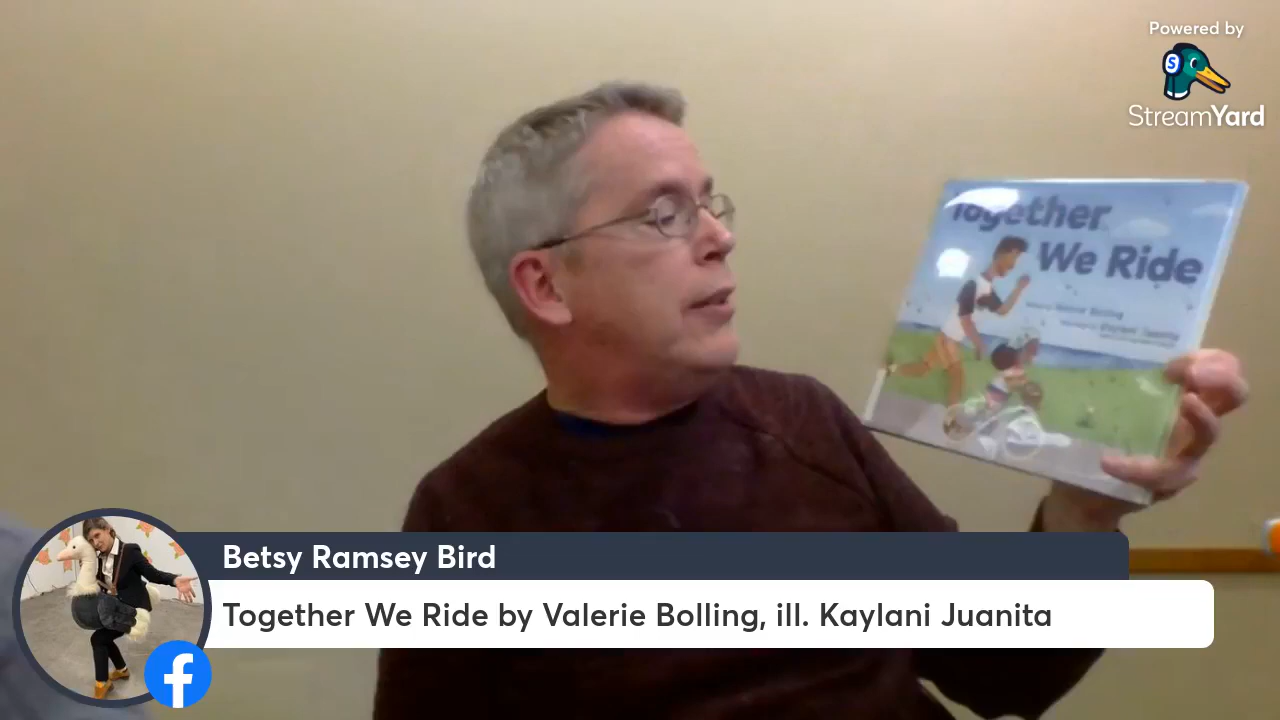 Powered by
S
StreamYard
Together
We Ride
Betsy Ramsey Bird
Together We Ride by Valerie Bolling, ill. Kaylani Juanita